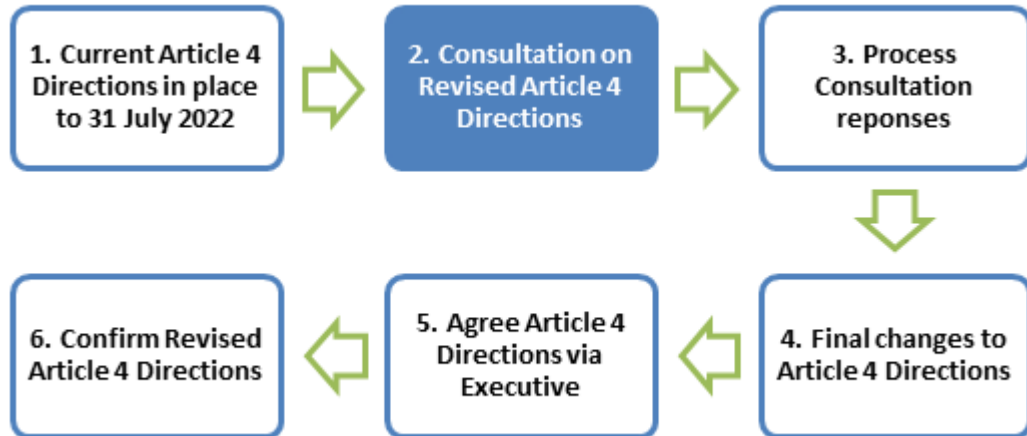 1. Current Article 4
Directions in place
to 31 July 2022
2. Consultation on
Revised Article 4
Directions
3. Process
Consultation
reponses
4. Final changes to
Article 4 Directions
5. Agree Article 4
Directions via
Executive
6. Confirm Revised
Article 4 Directions